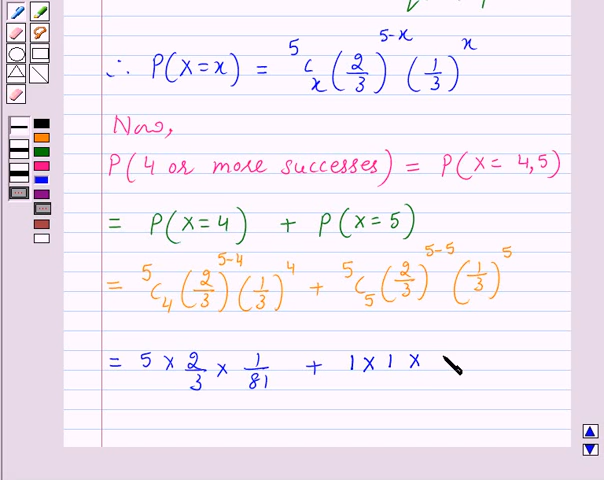 ∴ P(X=x) = ⁵Cₓ (2/3)^(5-x) (1/3)^x
Now,
P(4 or more successes) = P(X= 4,5)
= P(X=4) + P(X=5)
= ⁵C₄ (2/3)^(5-4) (1/3)^4 + ⁵C₅ (2/3)^(5-5) (1/3)^5
= 5 × 2/3 × 1/81 + 1 × 1 ×